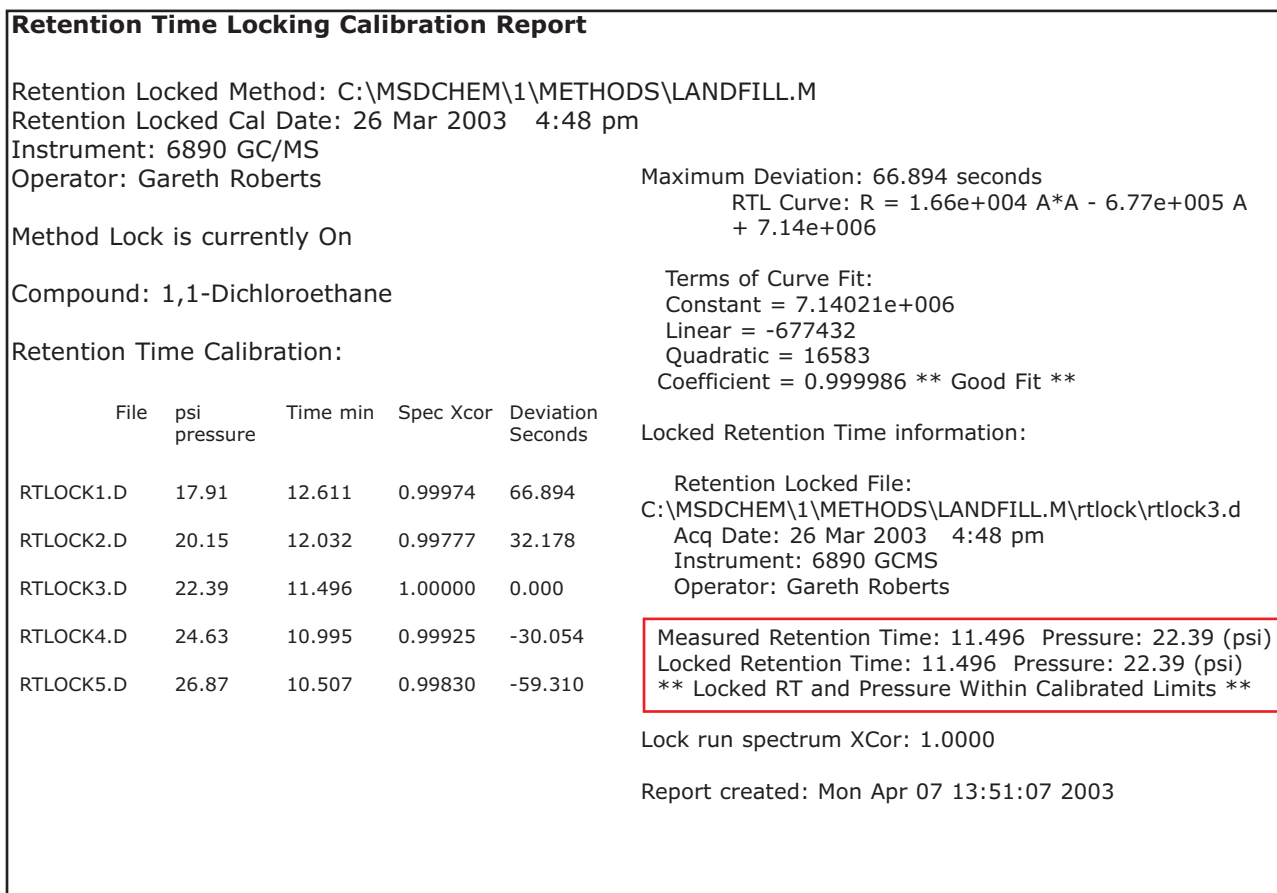 Retention Time Locking Calibration Report
Retention Locked Method: C:\MSDCHEM\1\METHODS\LANDFILL.M
Retention Locked Cal Date: 26 Mar 2003 4:48 pm
Instrument: 6890 GC/MS
Operator: Gareth Roberts
Method Lock is currently On
Compound: 1,1-Dichloroethane
Retention Time Calibration:
File psi Time min Spec Xcor Deviation
pressure Seconds
RTLOCK1.D 17.91 12.611 0.99974 66.894
RTLOCK2.D 20.15 12.032 0.99777 32.178
RTLOCK3.D 22.39 11.496 1.00000 0.000
RTLOCK4.D 24.63 10.995 0.99925 -30.054
RTLOCK5.D 26.87 10.507 0.99830 -59.310
Maximum Deviation: 66.894 seconds
RTL Curve: R = 1.66e+004 A*A - 6.77e+005 A
+ 7.14e+006
Terms of Curve Fit:
Constant = 7.14021e+006
Linear = -677432
Quadratic = 16583
Coefficient = 0.999986 ** Good Fit **
Locked Retention Time information:
Retention Locked File:
C:\MSDCHEM\1\METHODS\LANDFILL.M\rtlock\rtlock3.d
Acq Date: 26 Mar 2003 4:48 pm
Instrument: 6890 GCMS
Operator: Gareth Roberts
Measured Retention Time: 11.496 Pressure: 22.39 (psi)
Locked Retention Time: 11.496 Pressure: 22.39 (psi)
** Locked RT and Pressure Within Calibrated Limits **
Lock run spectrum XCor: 1.0000
Report created: Mon Apr 07 13:51:07 2003